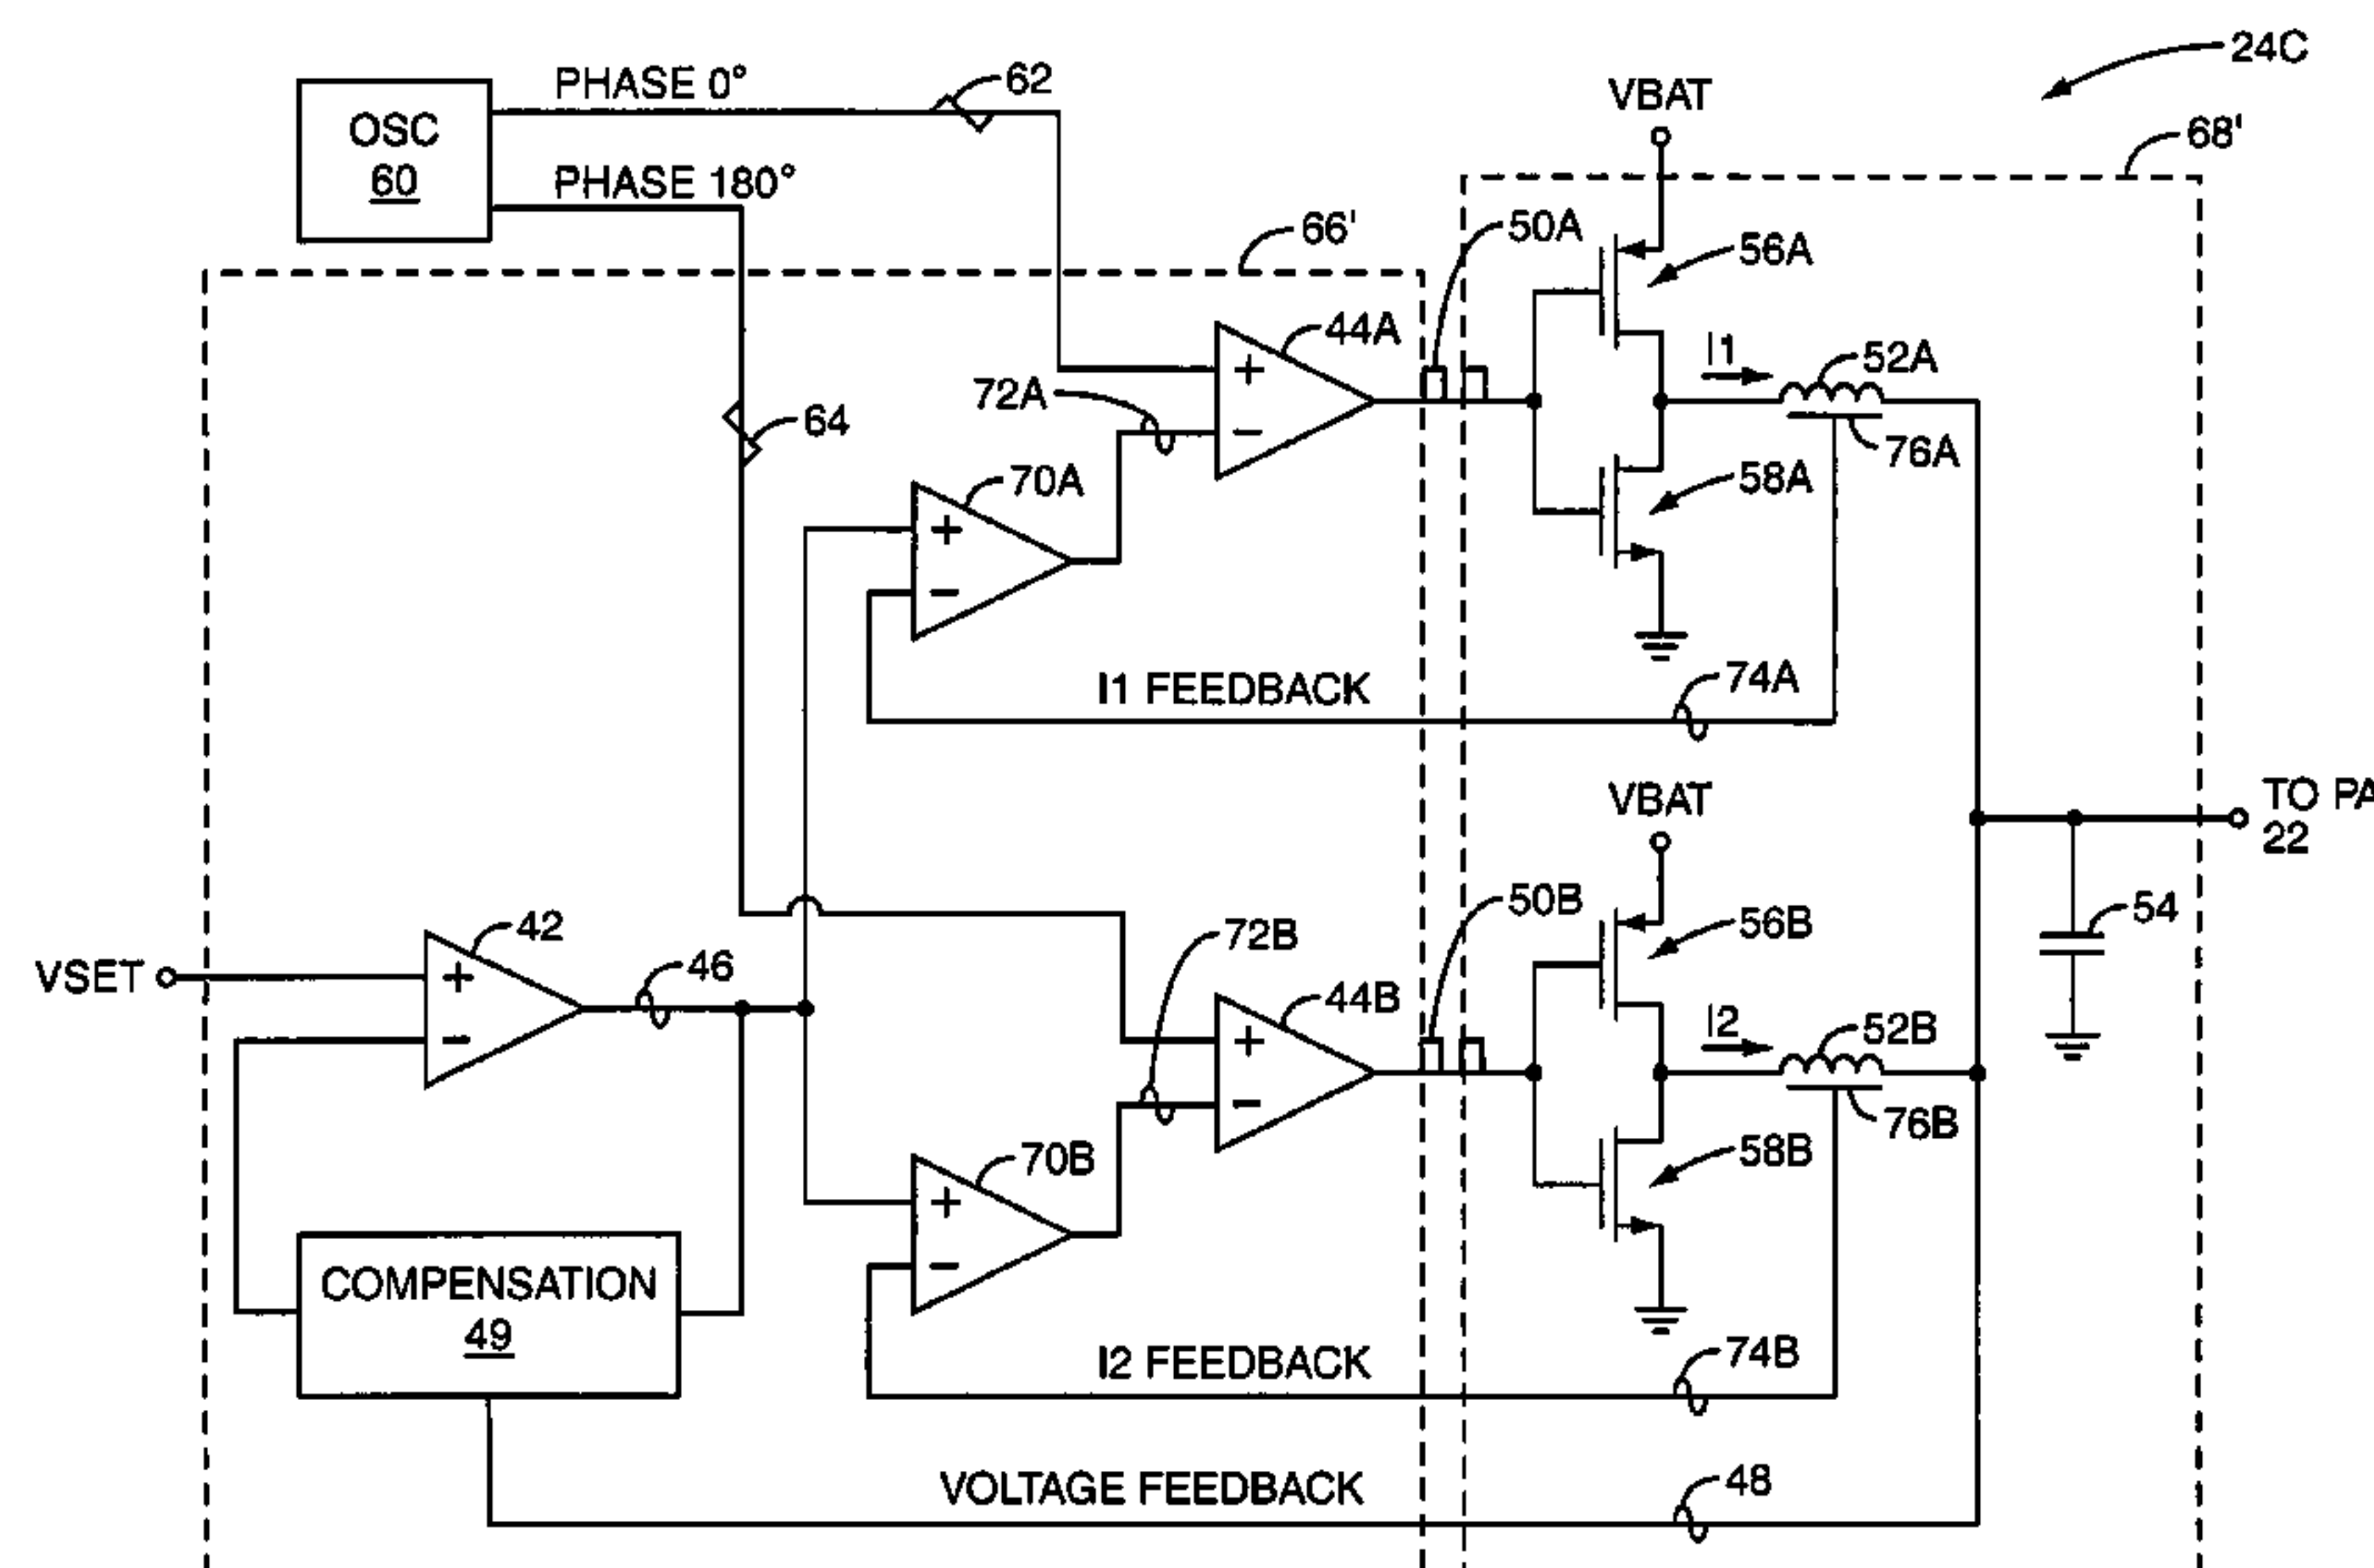 24C
PHASE 0°
62
VBAT
68'
OSC
60
PHASE 180°
66'
50A
56A
44A
I1
52A
72A
64
76A
70A
58A
+
−
+
−
I1 FEEDBACK
74A
VBAT
TO PA
22
50B
56B
54
42
46
72B
VSET
44B
I2
52B
+
−
+
−
76B
70B
58B
+
−
COMPENSATION
49
I2 FEEDBACK
74B
VOLTAGE FEEDBACK
48